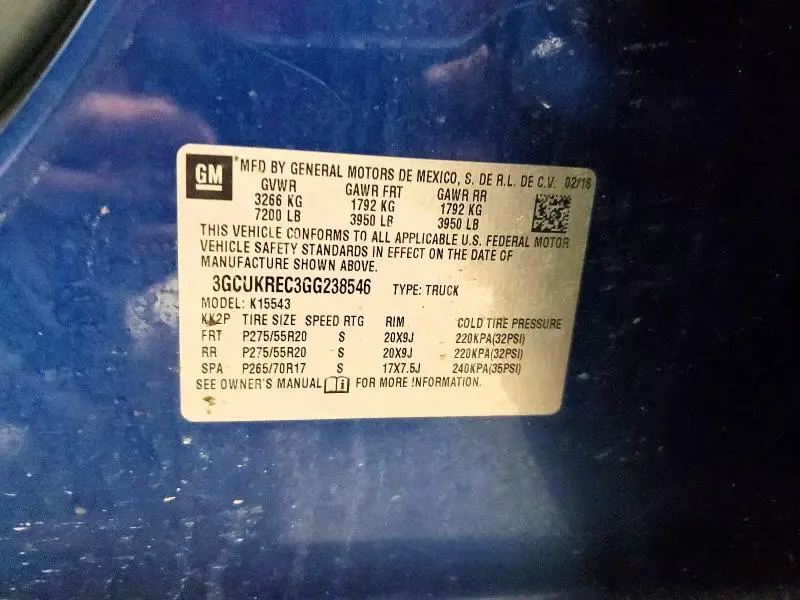 GM MFD BY GENERAL MOTORS DE MEXICO, S. DE R.L. DE C.V. 02/16
GVWR GAWR FRT GAWR RR
3266 KG 1792 KG 1792 KG
7200 LB 3950 LB 3950 LB
THIS VEHICLE CONFORMS TO ALL APPLICABLE U.S. FEDERAL MOTOR
VEHICLE SAFETY STANDARDS IN EFFECT ON THE DATE OF
MANUFACTURE SHOWN ABOVE.
3GCUKREC3GG238546 TYPE: TRUCK
MODEL: K15543
KK2P TIRE SIZE SPEED RTG RIM COLD TIRE PRESSURE
FRT P275/55R20 S 20X9J 220KPA(32PSI)
RR P275/55R20 S 20X9J 220KPA(32PSI)
SPA P265/70R17 S 17X7.5J 240KPA(35PSI)
SEE OWNER'S MANUAL FOR MORE INFORMATION.